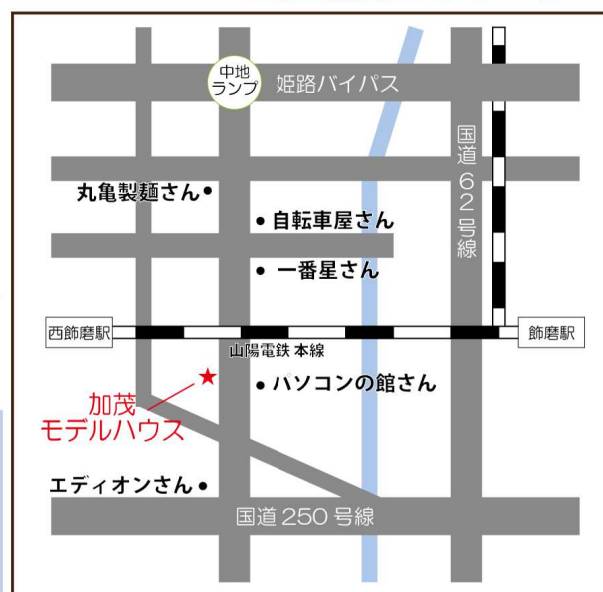 中地
ランプ
姫路バイパス
国道62号線
丸亀製麺さん
自転車屋さん
一番星さん
西飾磨駅
飾磨駅
山陽電鉄 本線
加茂
モデルハウス
パソコンの館さん
エディオンさん
国道250号線